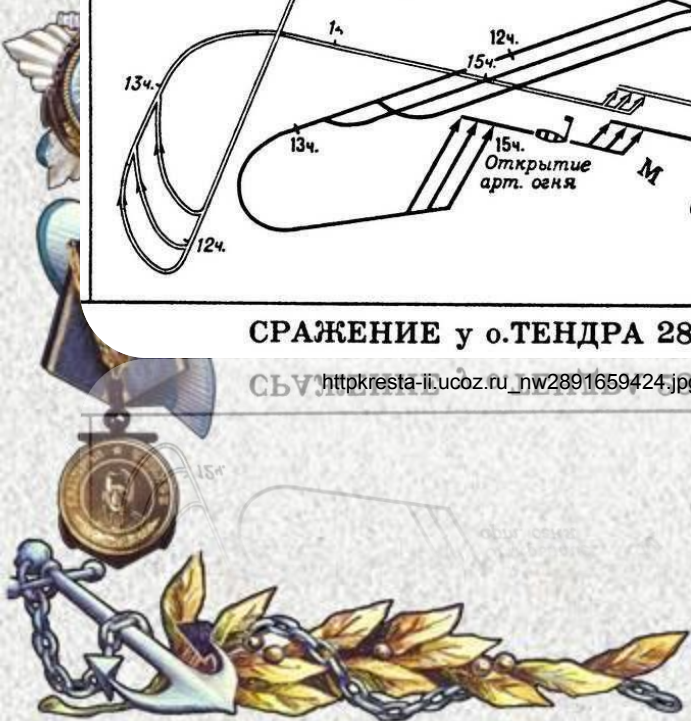 1ч.
12ч.
15ч.
13ч.
13ч.
15ч.
Открытие
арт. огня
М
12ч.
СРАЖЕНИЕ у о.ТЕНДРА 28
httpkresta-ii.ucoz.ru_nw2891659424.jpg